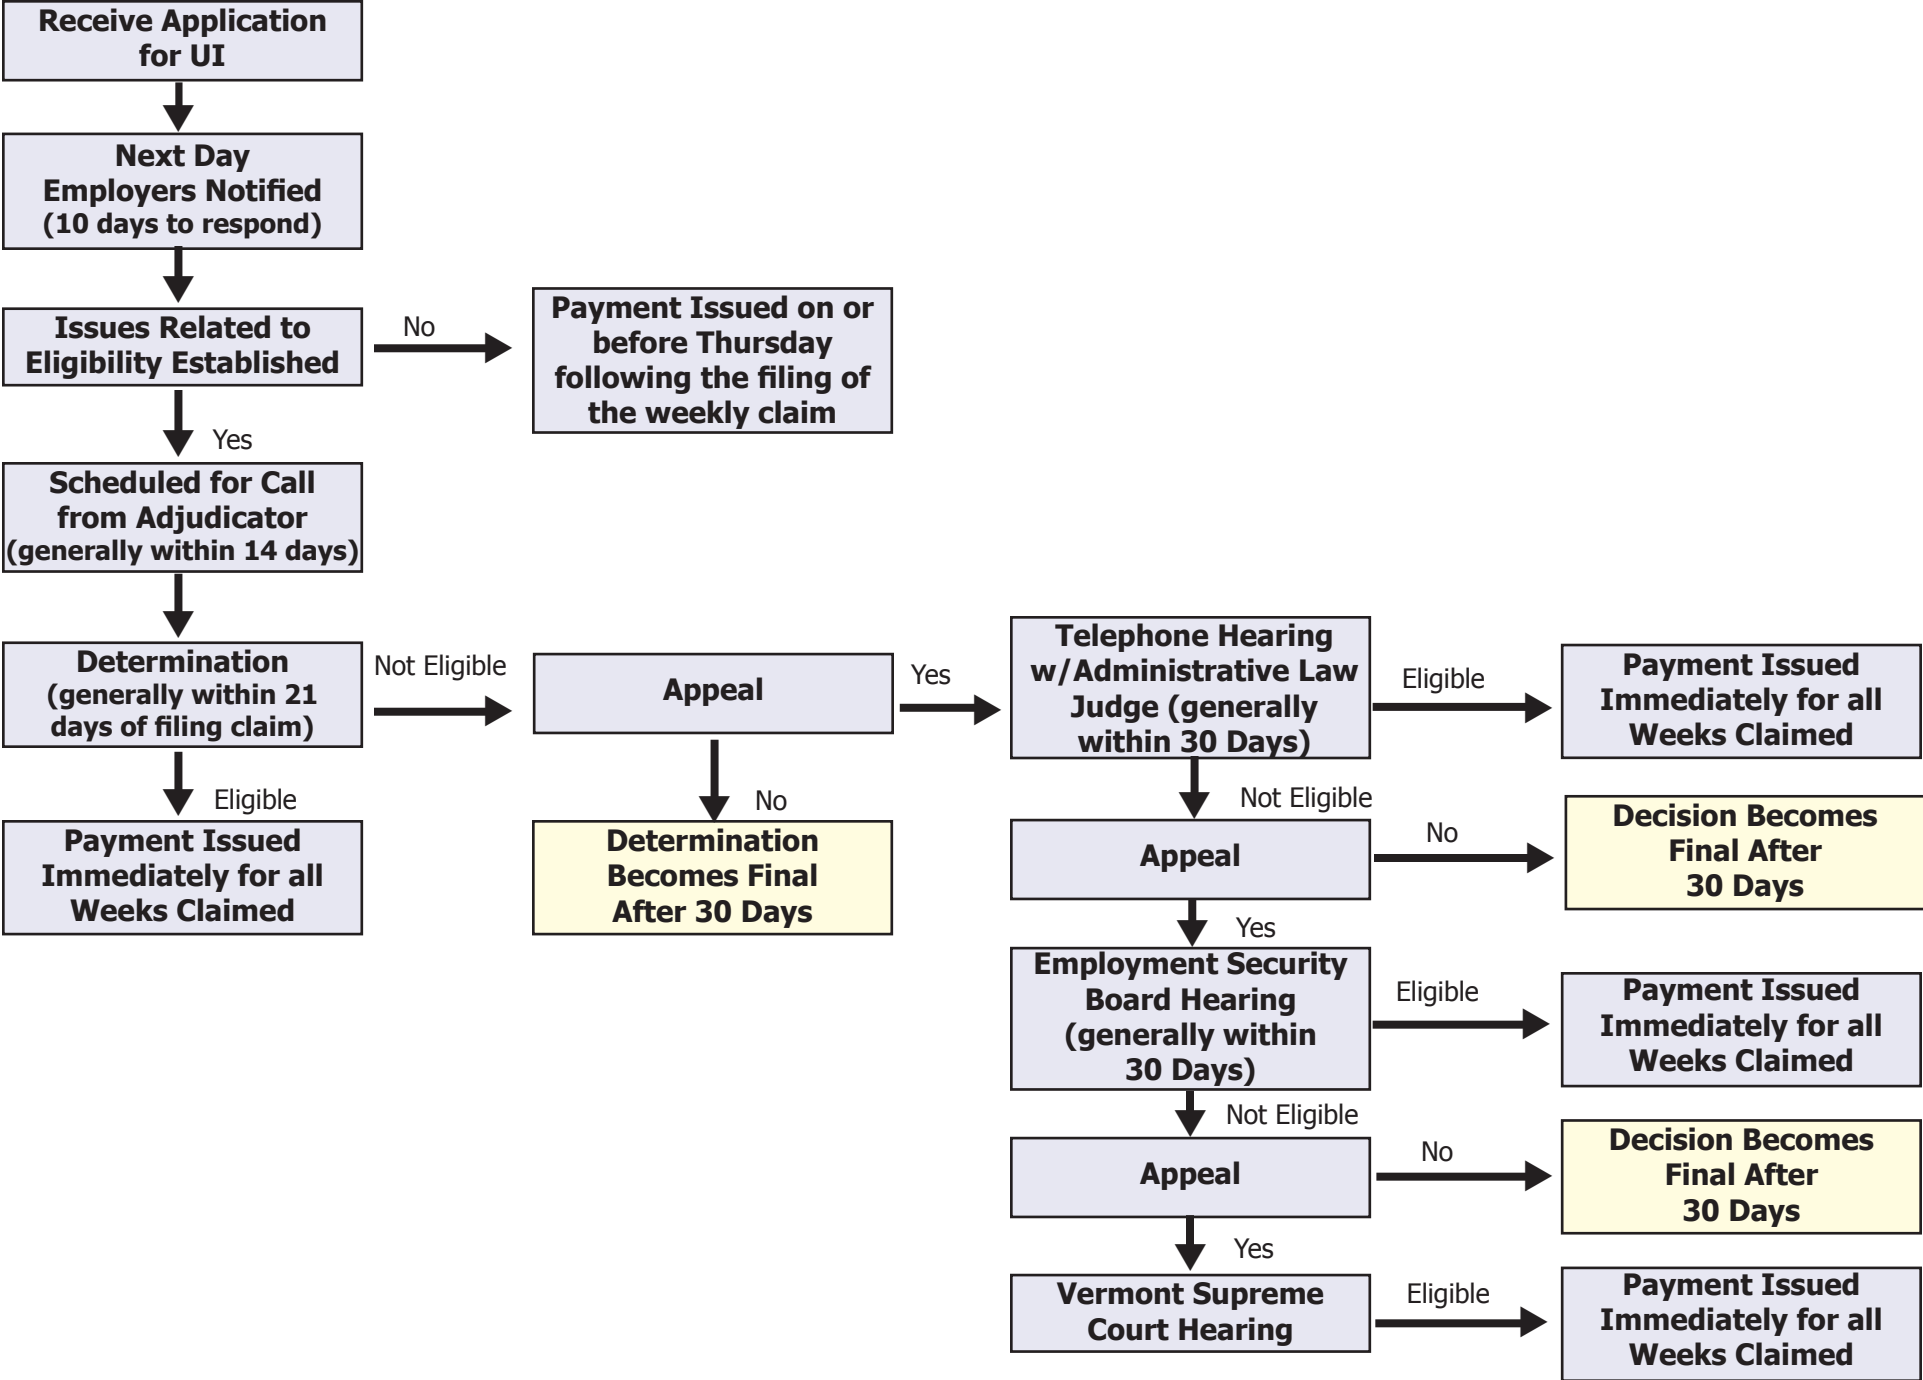 Receive Application
for UI
Next Day
Employers Notified
(10 days to respond)
Issues Related to
Eligibility Established
No
Payment Issued on or
before Thursday
following the filing of
the weekly claim
Yes
Scheduled for Call
from Adjudicator
(generally within 14 days)
Determination
(generally within 21
days of filing claim)
Not Eligible
Appeal
Yes
Telephone Hearing
w/Administrative Law
Judge (generally
within 30 Days)
Eligible
Payment Issued
Immediately for all
Weeks Claimed
Eligible
Payment Issued
Immediately for all
Weeks Claimed
No
Determination
Becomes Final
After 30 Days
Not Eligible
Appeal
No
Decision Becomes
Final After
30 Days
Yes
Employment Security
Board Hearing
(generally within
30 Days)
Eligible
Payment Issued
Immediately for all
Weeks Claimed
Not Eligible
Appeal
No
Decision Becomes
Final After
30 Days
Yes
Vermont Supreme
Court Hearing
Eligible
Payment Issued
Immediately for all
Weeks Claimed